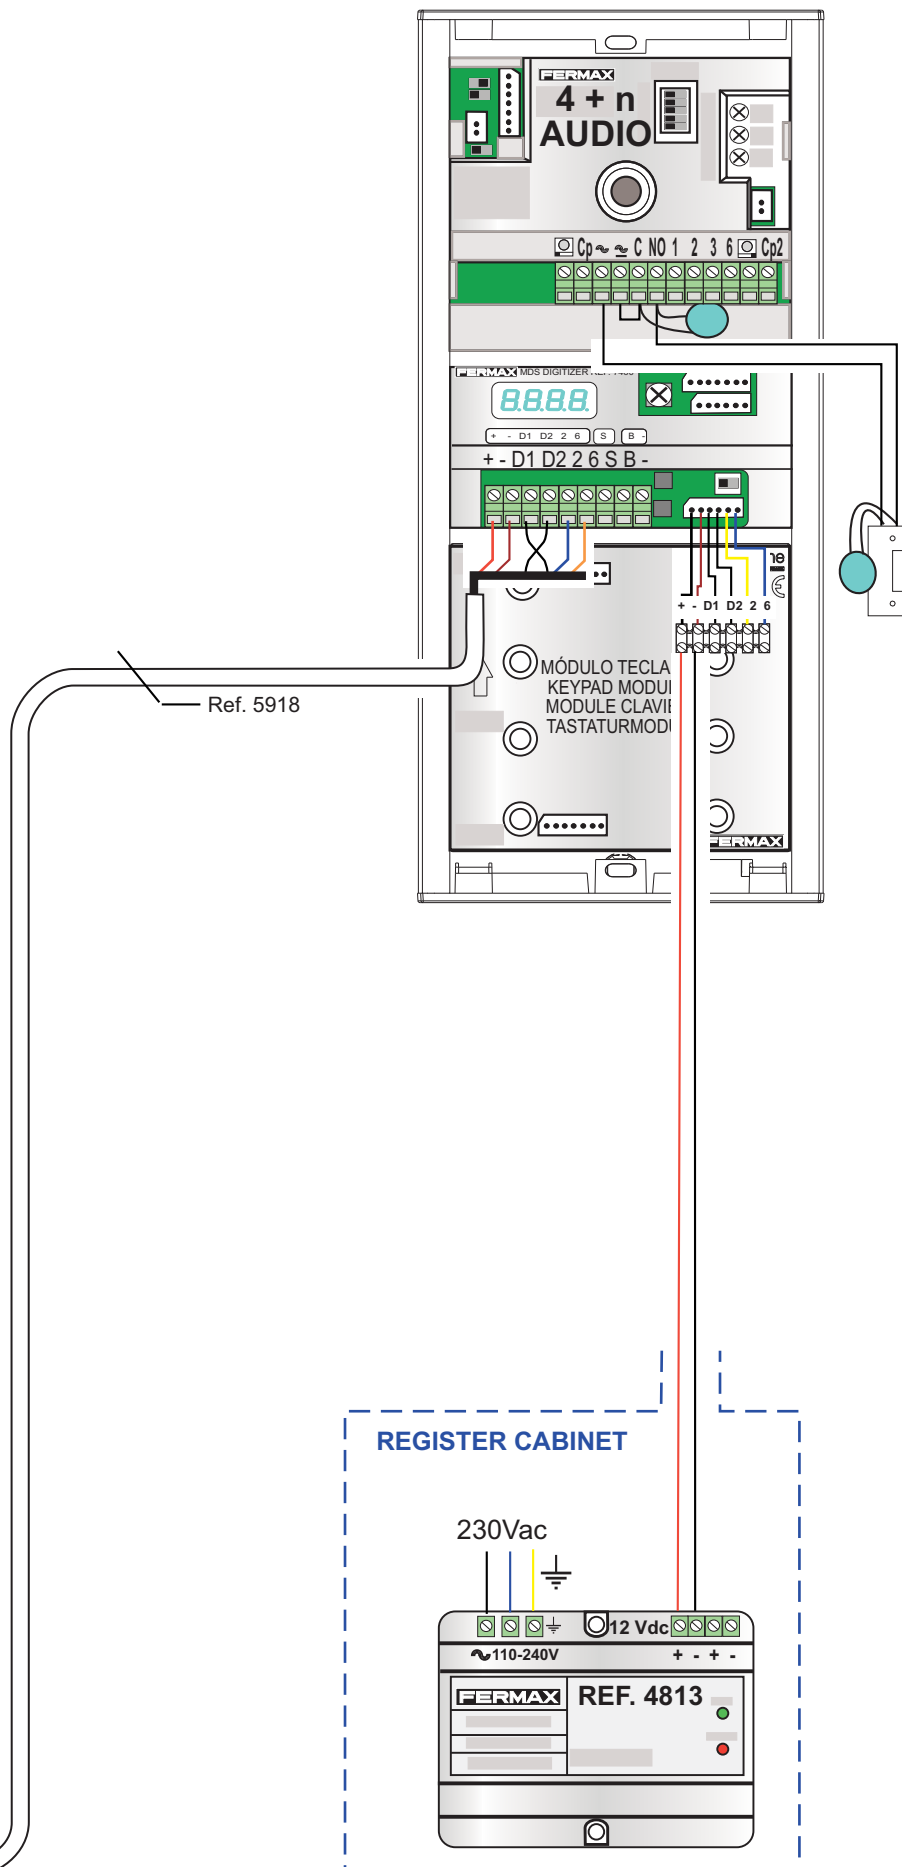 FERMAX
4 + n
AUDIO
Cp C NO 1 2 3 6 Cp2
FERMAX MDS DIGITIZER
8.8.8.8.
+ - D1 D2 2 6 S B -
+ - D1 D2 2 6 S B -
+ - D1 D2 2 6
MÓDULO TECLA
KEYPAD MODU
MODULE CLAVIE
TASTATURMODU
Ref. 5918
FERMAX
REGISTER CABINET
230Vac
12 Vdc
110-240V
+ - + -
FERMAX
REF. 4813